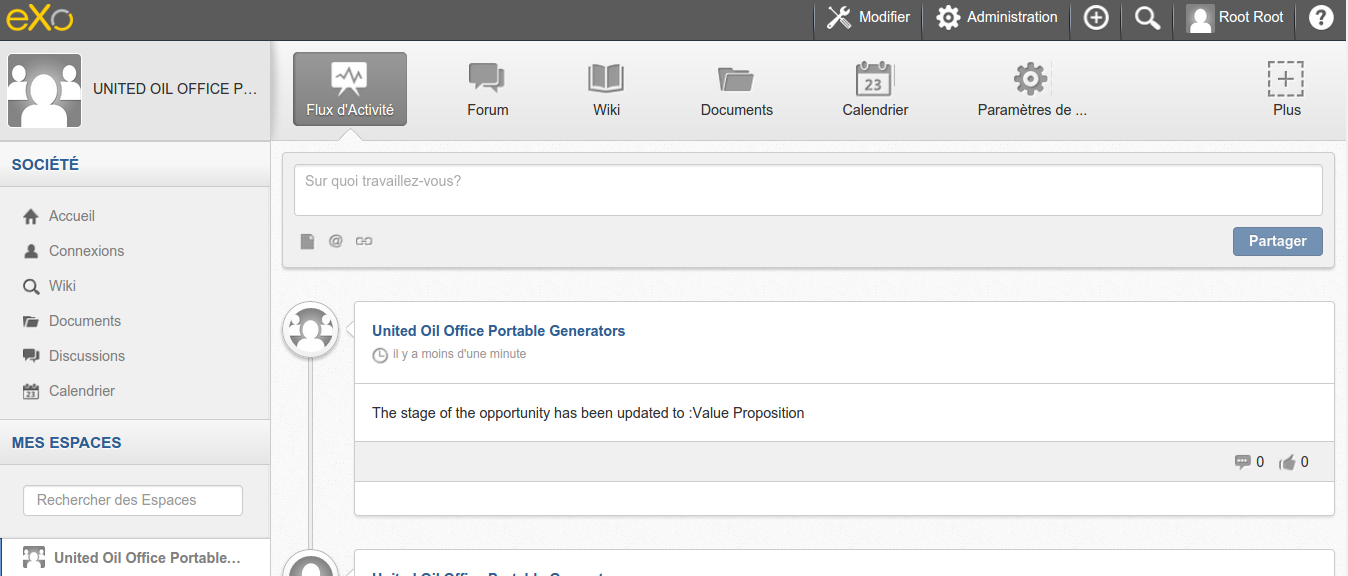 eXo
Modifier
Administration
Root Root
?
UNITED OIL OFFICE P...
Flux d'Activité
Forum
Wiki
Documents
23
Calendrier
Paramètres de ...
Plus
SOCIÉTÉ
Accueil
Connexions
Wiki
Documents
Discussions
23
Calendrier
MES ESPACES
Rechercher des Espaces
United Oil Office Portable...
Sur quoi travaillez-vous?
@
Partager
United Oil Office Portable Generators
il y a moins d'une minute
The stage of the opportunity has been updated to :Value Proposition
0
0